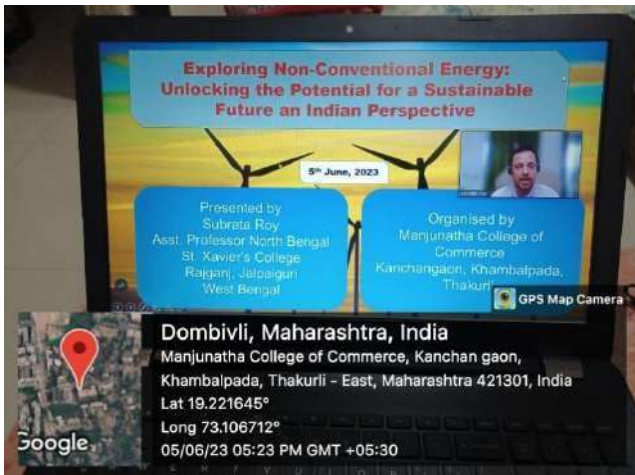 Exploring Non-Conventional Energy:
Unlocking the Potential for a Sustainable
Future an Indian Perspective
5th June, 2023
Presented by
Subrata Roy
Asst. Professor North Bengal
St. Xavier's College
Rajganj, Jalpaiguri
West Bengal
Organised by
Manjunatha College of
Commerce
Kanchangaon, Khambalpada,
GPS Map Camera
Dombivli, Maharashtra, India
Manjunatha College of Commerce, Kanchan gaon,
Khambalpada, Thakurli - East, Maharashtra 421301, India
Lat 19.221645°
Long 73.106712°
05/06/23 05:23 PM GMT +05:30
Google